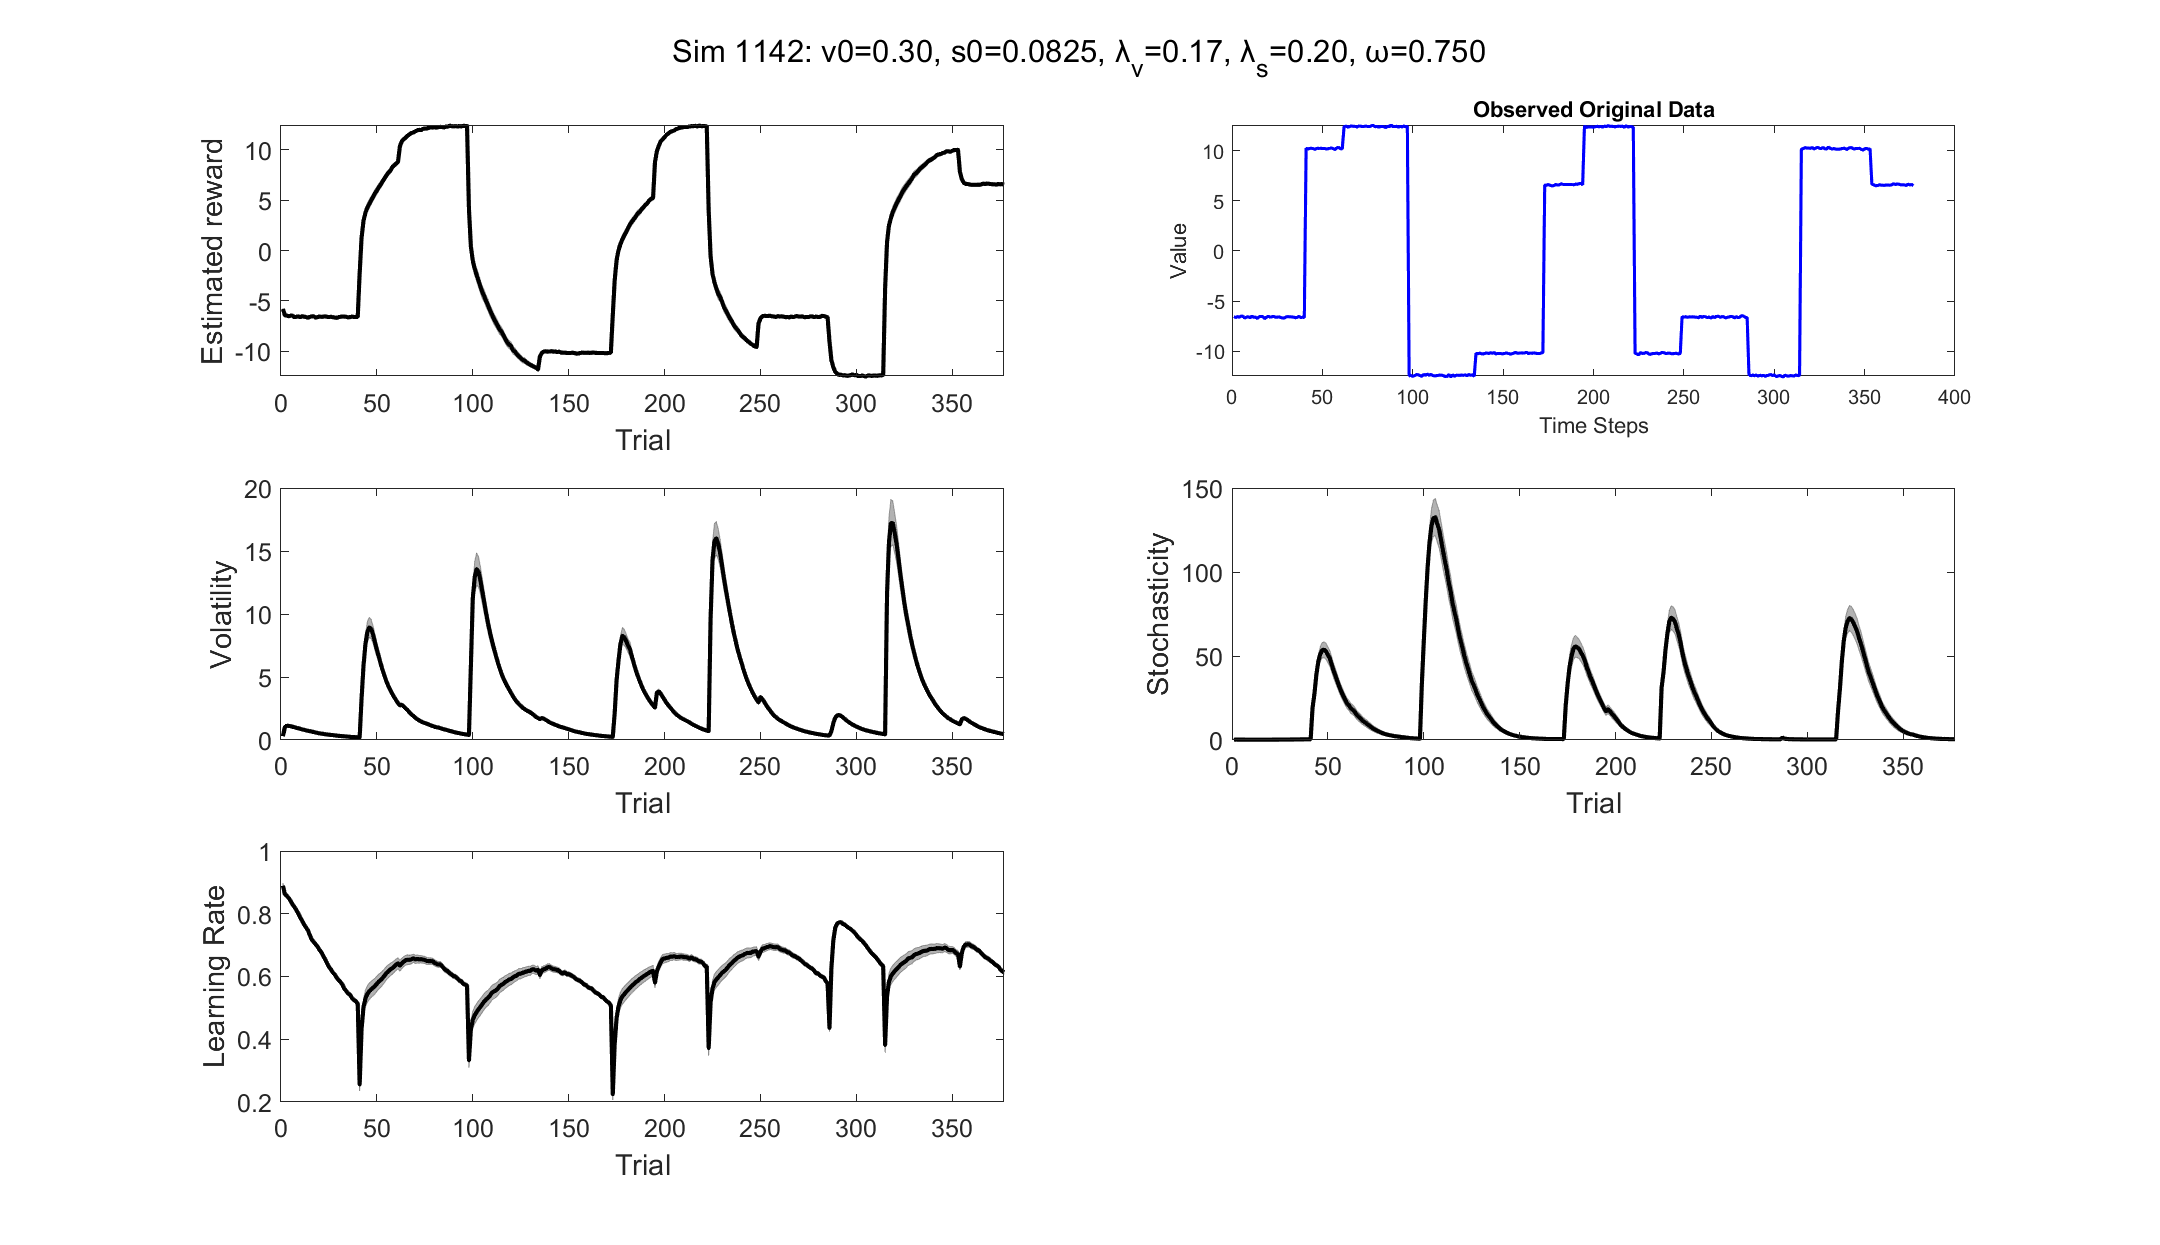 Sim 1142: v0=0.30, s0=0.0825, λ_v=0.17, λ_s=0.20, ω=0.750
Estimated reward
10
5
0
-5
-10
0 50 100 150 200 250 300 350
Trial
Observed Original Data
Value
10
5
0
-5
-10
0 50 100 150 200 250 300 350 400
Time Steps
Volatility
20
15
10
5
0
0 50 100 150 200 250 300 350
Trial
Stochasticity
150
100
50
0
0 50 100 150 200 250 300 350
Trial
Learning Rate
1
0.8
0.6
0.4
0.2
0 50 100 150 200 250 300 350
Trial